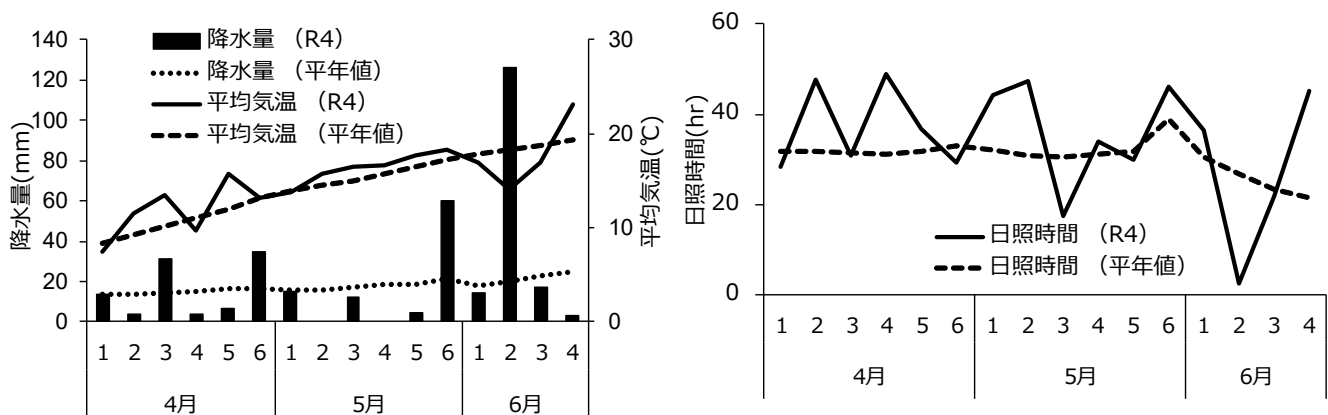 降水量(mm)
140
120
100
80
60
40
20
0
降水量 （R4）
降水量 （平年値）
平均気温 （R4）
平均気温 （平年値）
30
20
10
0
平均気温(℃)
1 2 3 4 5 6 1 2 3 4 5 6 1 2 3 4
4月 5月 6月
日照時間(hr)
60
40
20
0
日照時間 （R4）
日照時間 （平年値）
1 2 3 4 5 6 1 2 3 4 5 6 1 2 3 4
4月 5月 6月